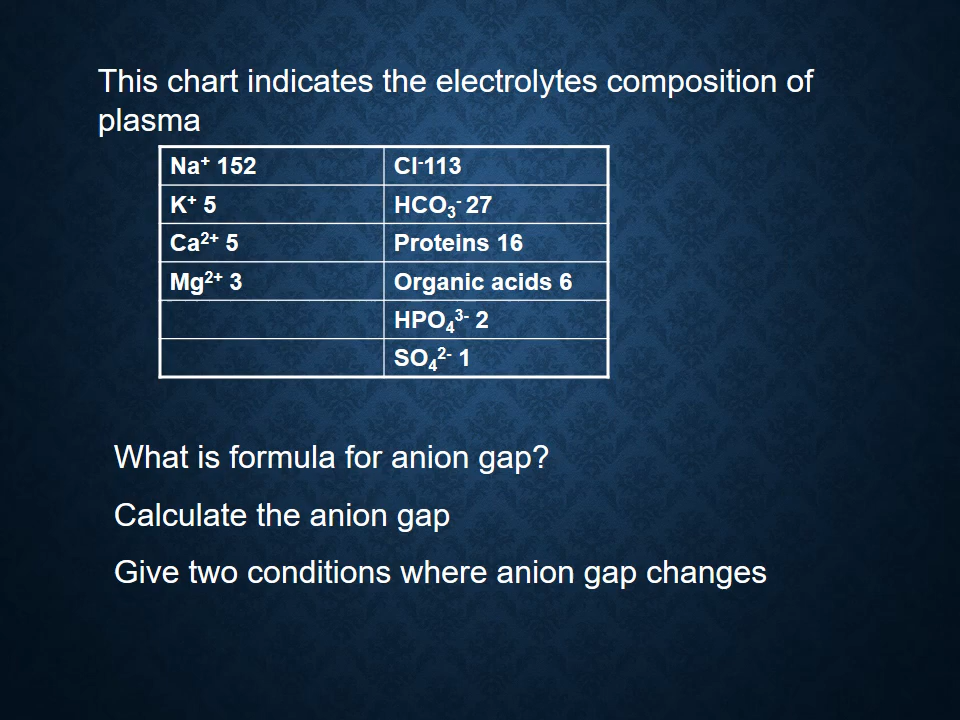 This chart indicates the electrolytes composition of
plasma
Na⁺ 152 Cl⁻113
K⁺ 5 HCO₃⁻ 27
Ca²⁺ 5 Proteins 16
Mg²⁺ 3 Organic acids 6
HPO₄³⁻ 2
SO₄²⁻ 1
What is formula for anion gap?
Calculate the anion gap
Give two conditions where anion gap changes